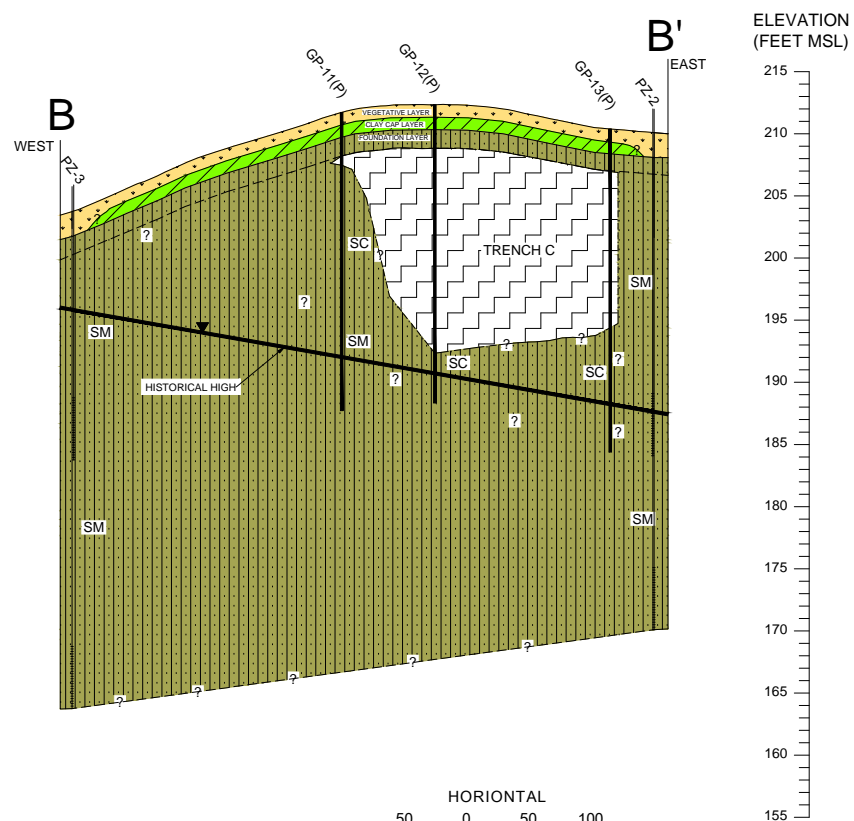 ELEVATION
(FEET MSL)
B
B'
WEST
EAST
PZ-3
GP-11(P)
GP-12(P)
GP-13(P)
PZ-2
VEGETATIVE LAYER
CLAY CAP LAYER
FOUNDATION LAYER
?
?
?
SC
?
TRENCH C
SM
?
SM
SM
?
?
SC
SC
?
?
HISTORICAL HIGH
?
?
SM
SM
?
?
?
?
?
215
210
205
200
195
190
185
180
175
170
165
160
155
HORIONTAL
50 0 50 100